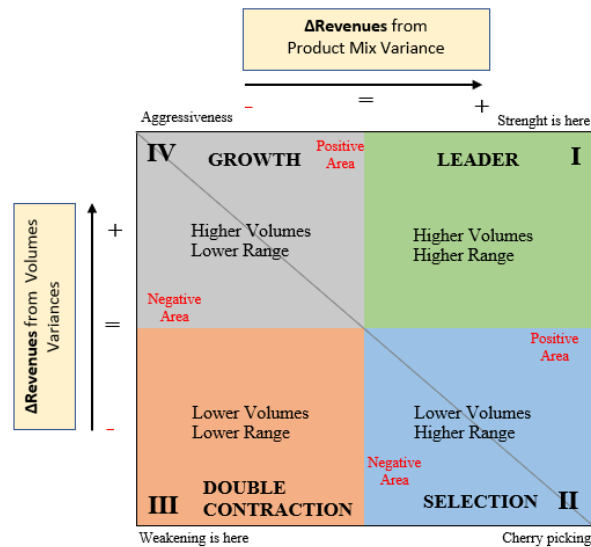 ΔRevenues from
Product Mix Variance
- = +
Aggressiveness
Strenght is here
IV
GROWTH
Positive
Area
LEADER
I
Higher Volumes
Lower Range
Higher Volumes
Higher Range
Negative
Area
ΔRevenues from Volumes
Variances
+
=
-
Positive
Area
Lower Volumes
Lower Range
Lower Volumes
Higher Range
Negative
Area
III
DOUBLE
CONTRACTION
SELECTION
II
Weakening is here
Cherry picking